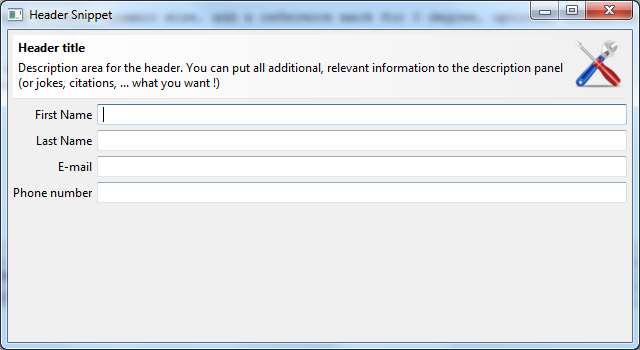 Header Snippet
Header title
Description area for the header. You can put all additional, relevant information to the description panel
(or jokes, citations, ... what you want !)
First Name
Last Name
E-mail
Phone number